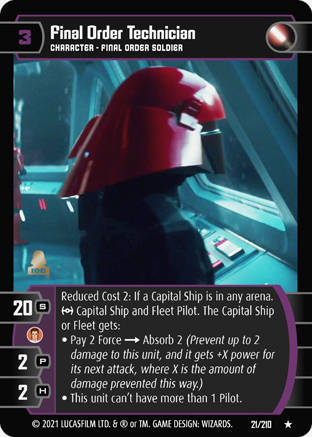 3
Final Order Technician
CHARACTER - FINAL ORDER SOLDIER
IDC
20 S
2 P
2 H
Reduced Cost 2: If a Capital Ship is in any arena.
Capital Ship and Fleet Pilot. The Capital Ship
or Fleet gets:
• Pay 2 Force → Absorb 2 (Prevent up to 2
damage to this unit, and it gets +X power for
its next attack, where X is the amount of
damage prevented this way.)
• This unit can't have more than 1 Pilot.
© 2021 LUCASFILM LTD. & ® or TM. GAME DESIGN: WIZARDS. 21/210 ★